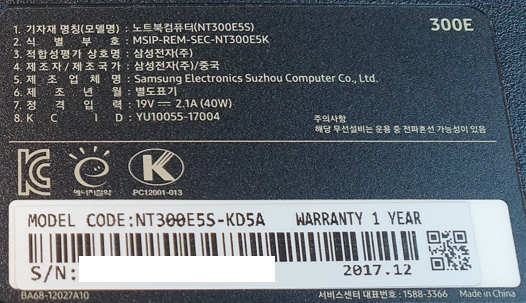 300E
1. 기자재 명칭(모델명) : 노트북컴퓨터(NT300E5S)
2. 식 별 부 호 : MSIP-REM-SEC-NT300E5K
3. 적합성평가 상호명 : 삼성전자(주)
4. 제조자 / 제조국가 : 삼성전자(주)/중국
5. 제 조 업 체 명 : Samsung Electronics Suzhou Computer Co., Ltd.
6. 제 조 년 월 : 별도표기
7. 정 격 입 력 : 19V ⎓ 2.1A (40W)
8. K C I D : YU10055-17004
주의사항
해당 무선설비는 운용 중 전파혼선 가능성이 있음
에너지절약
PC12001-013
MODEL CODE:NT300E5S-KD5A WARRANTY 1 YEAR
S/N:
2017.12
BA68-12027A10
서비스센터 대표번호 : 1588-3366 Made in China